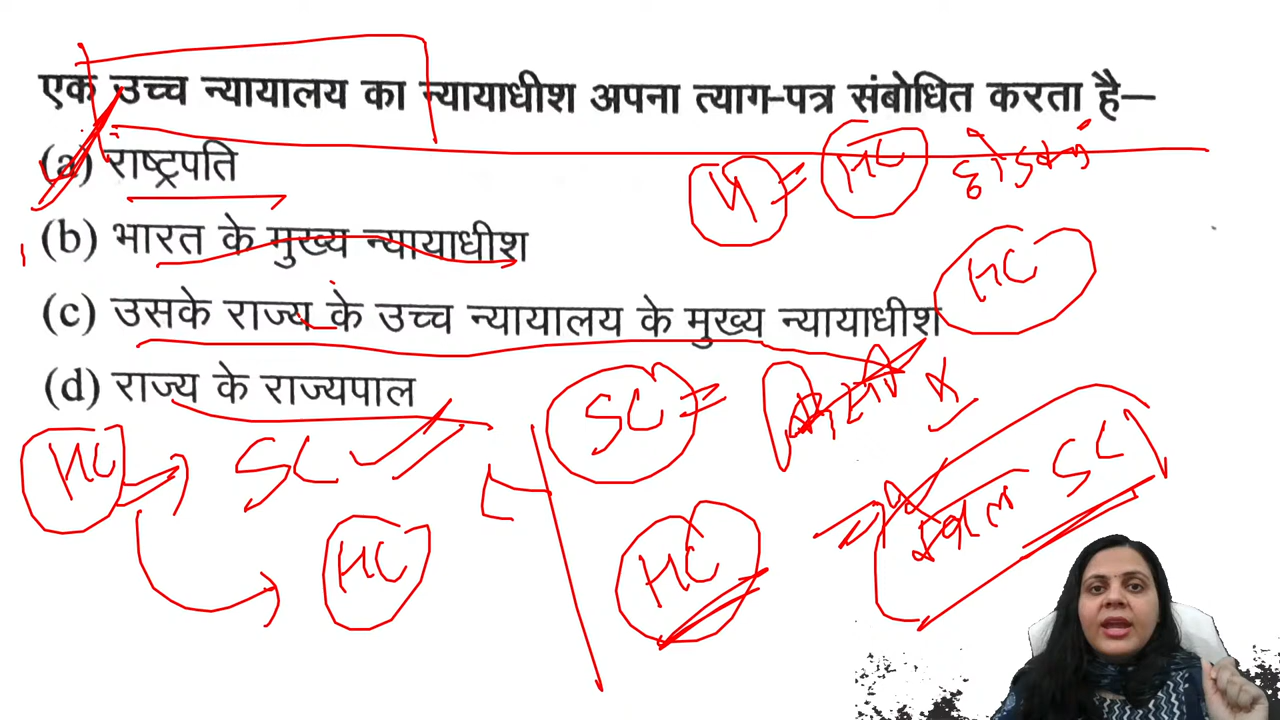 एक उच्च न्यायालय का न्यायाधीश अपना त्याग-पत्र संबोधित करता है—
(a) राष्ट्रपति
HC
(b) भारत के मुख्य न्यायाधीश
HC
(c) उसके राज्य के उच्च न्यायालय के मुख्य न्यायाधीश
(d) राज्य के राज्यपाल
SC =
HC SC
SC
HC
HC